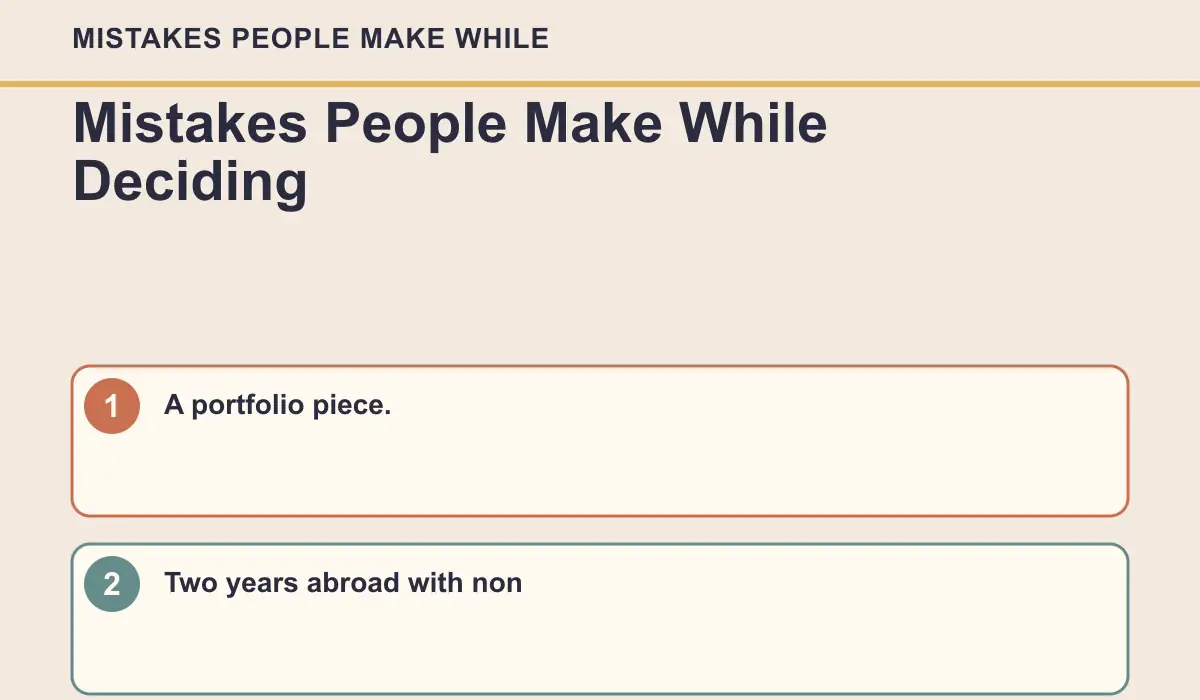 MISTAKES PEOPLE MAKE WHILE
Mistakes People Make While
Deciding
1
A portfolio piece.
2
Two years abroad with non